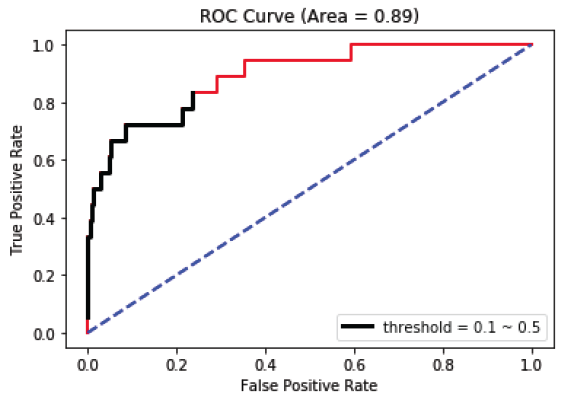 ROC Curve (Area = 0.89)
True Positive Rate
1.0
0.8
0.6
0.4
0.2
0.0
threshold = 0.1 ~ 0.5
0.0 0.2 0.4 0.6 0.8 1.0
False Positive Rate